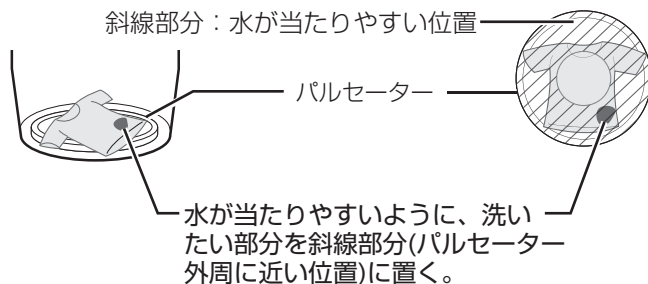 斜線部分：水が当たりやすい位置
パルセーター
水が当たりやすいように、洗い
たい部分を斜線部分(パルセーター
外周に近い位置)に置く。